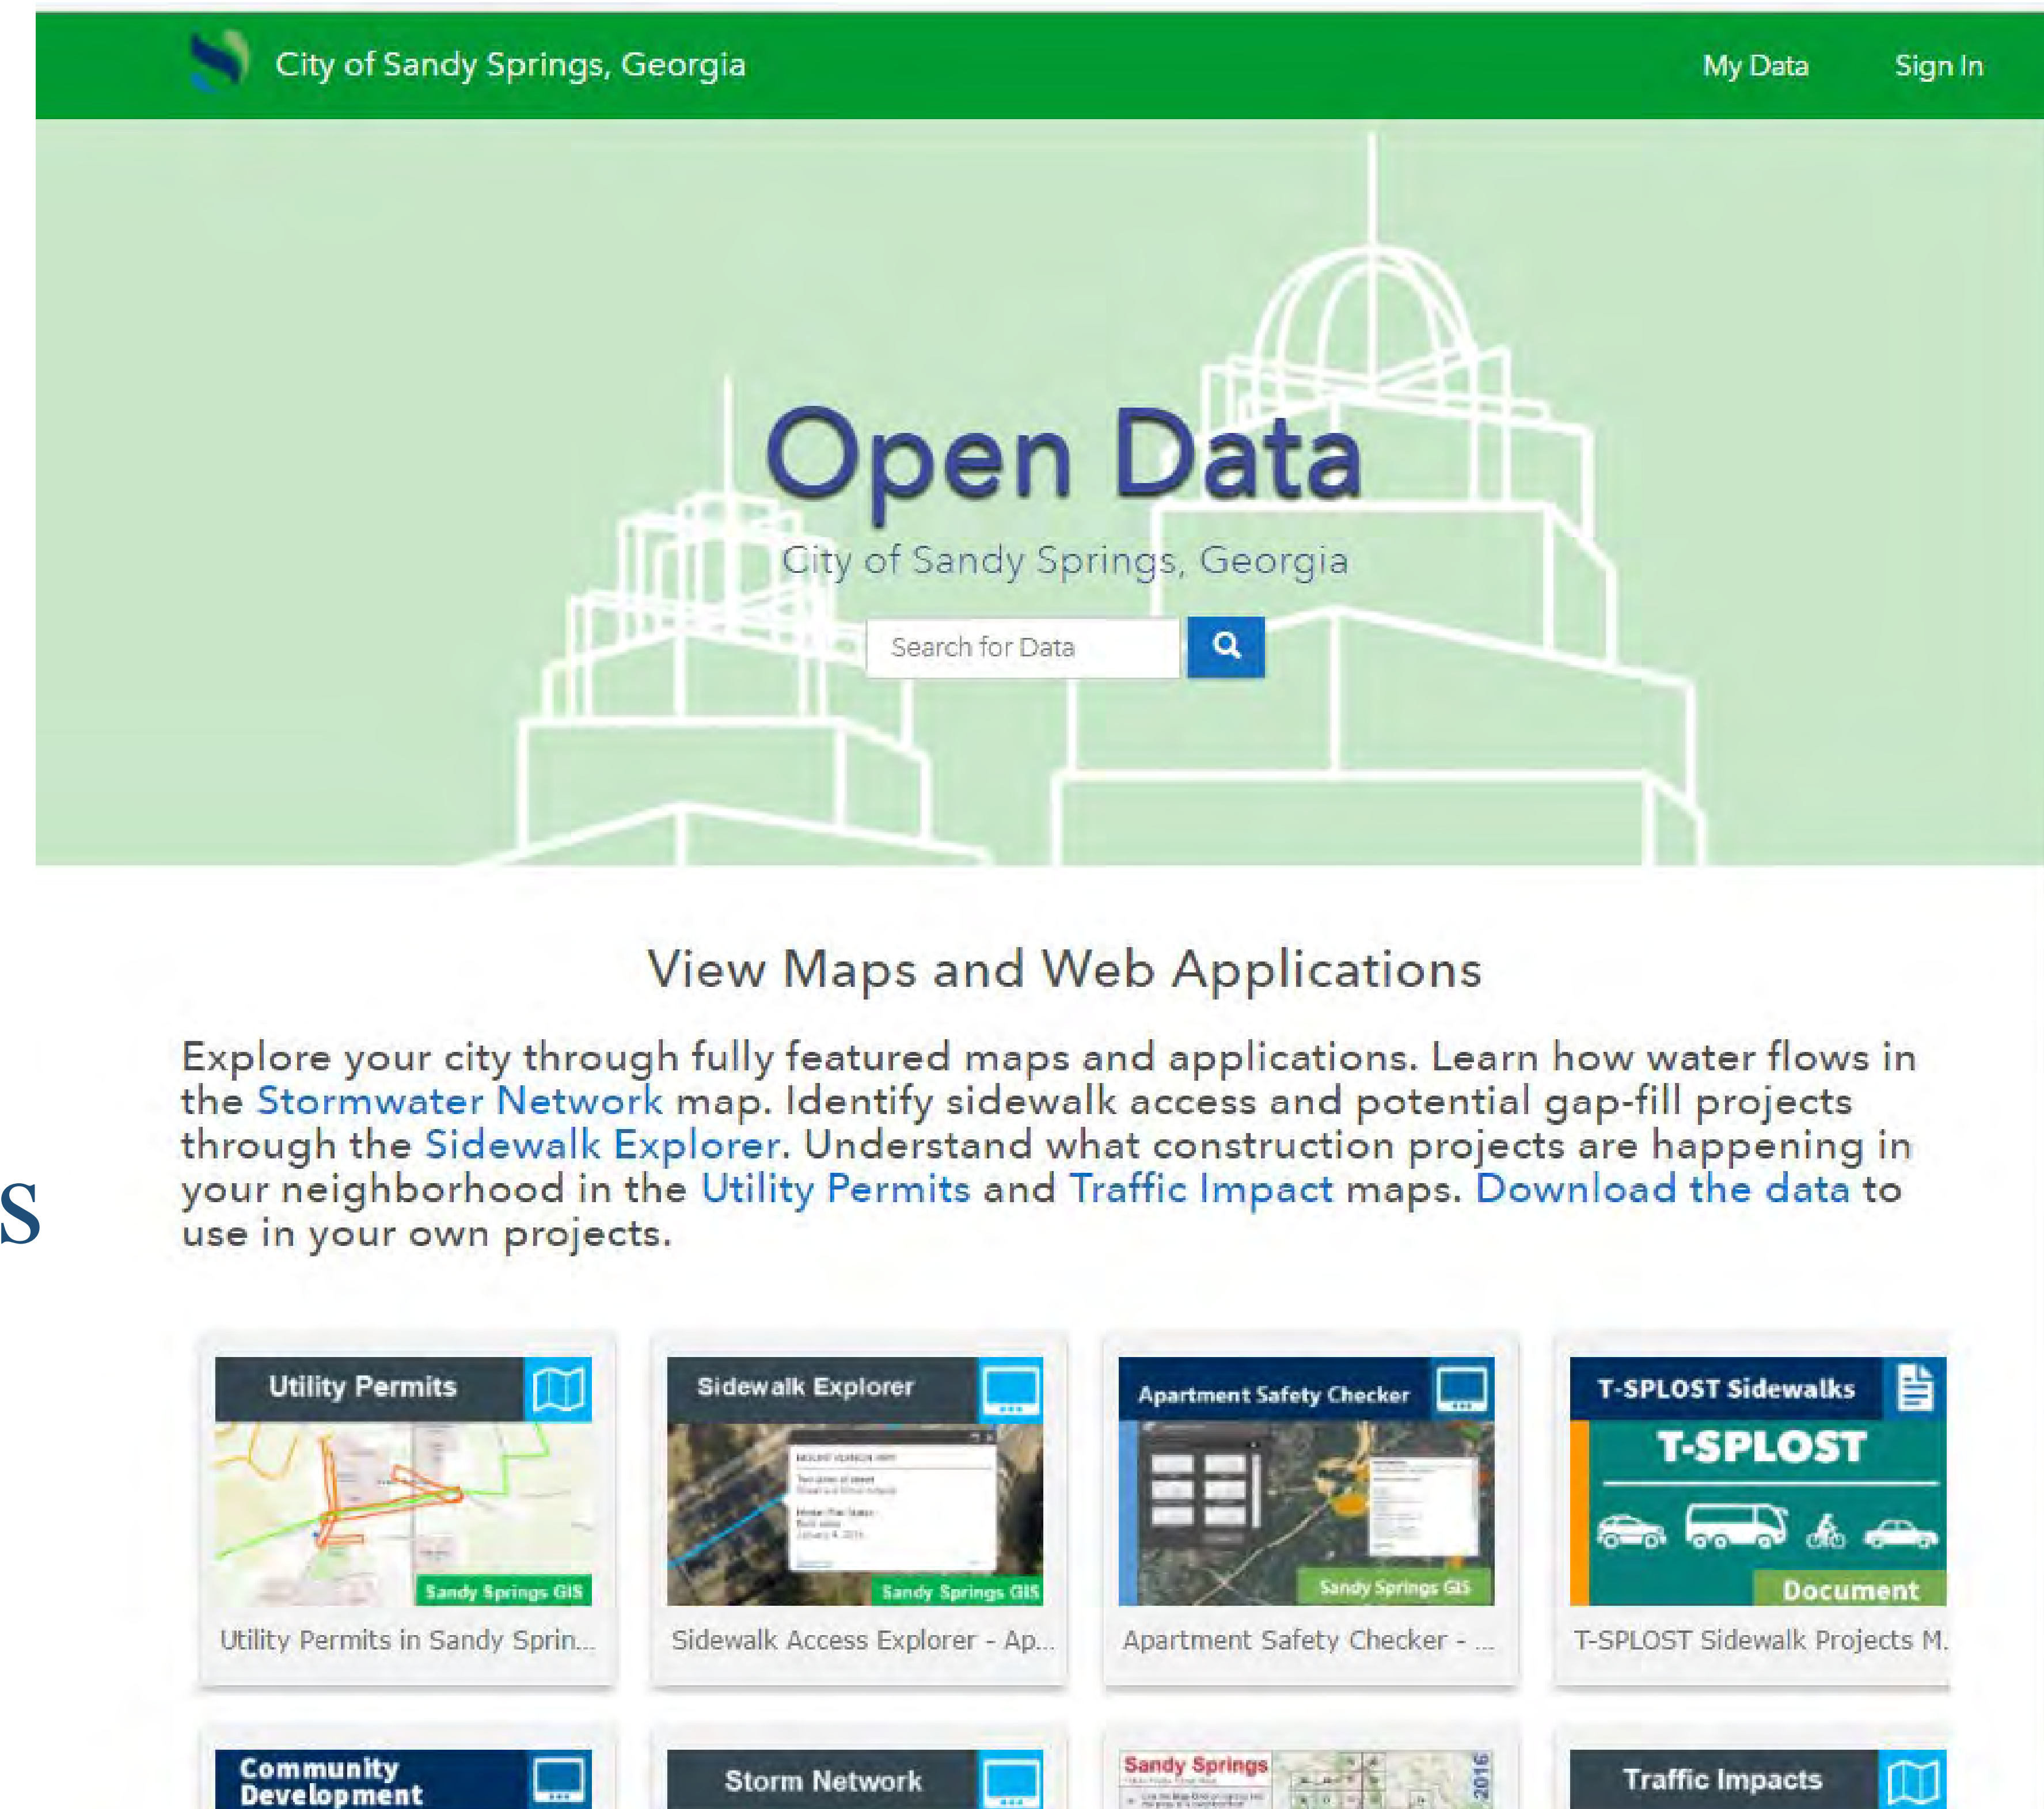 City of Sandy Springs, Georgia
My Data
Sign In
Open Data
City of Sandy Springs, Georgia
Search for Data
View Maps and Web Applications
Explore your city through fully featured maps and applications. Learn how water flows in
the Stormwater Network map. Identify sidewalk access and potential gap-fill projects
through the Sidewalk Explorer. Understand what construction projects are happening in
your neighborhood in the Utility Permits and Traffic Impact maps. Download the data to
use in your own projects.
s
Utility Permits
Sandy Springs GIS
Utility Permits in Sandy Sprin...
Sidewalk Explorer
Sandy Springs GIS
Sidewalk Access Explorer - Ap...
Apartment Safety Checker
Sandy Springs GIS
Apartment Safety Checker - ...
T-SPLOST Sidewalks
T-SPLOST
Document
T-SPLOST Sidewalk Projects M.
Community
Development
Storm Network
Sandy Springs
2016
Traffic Impacts